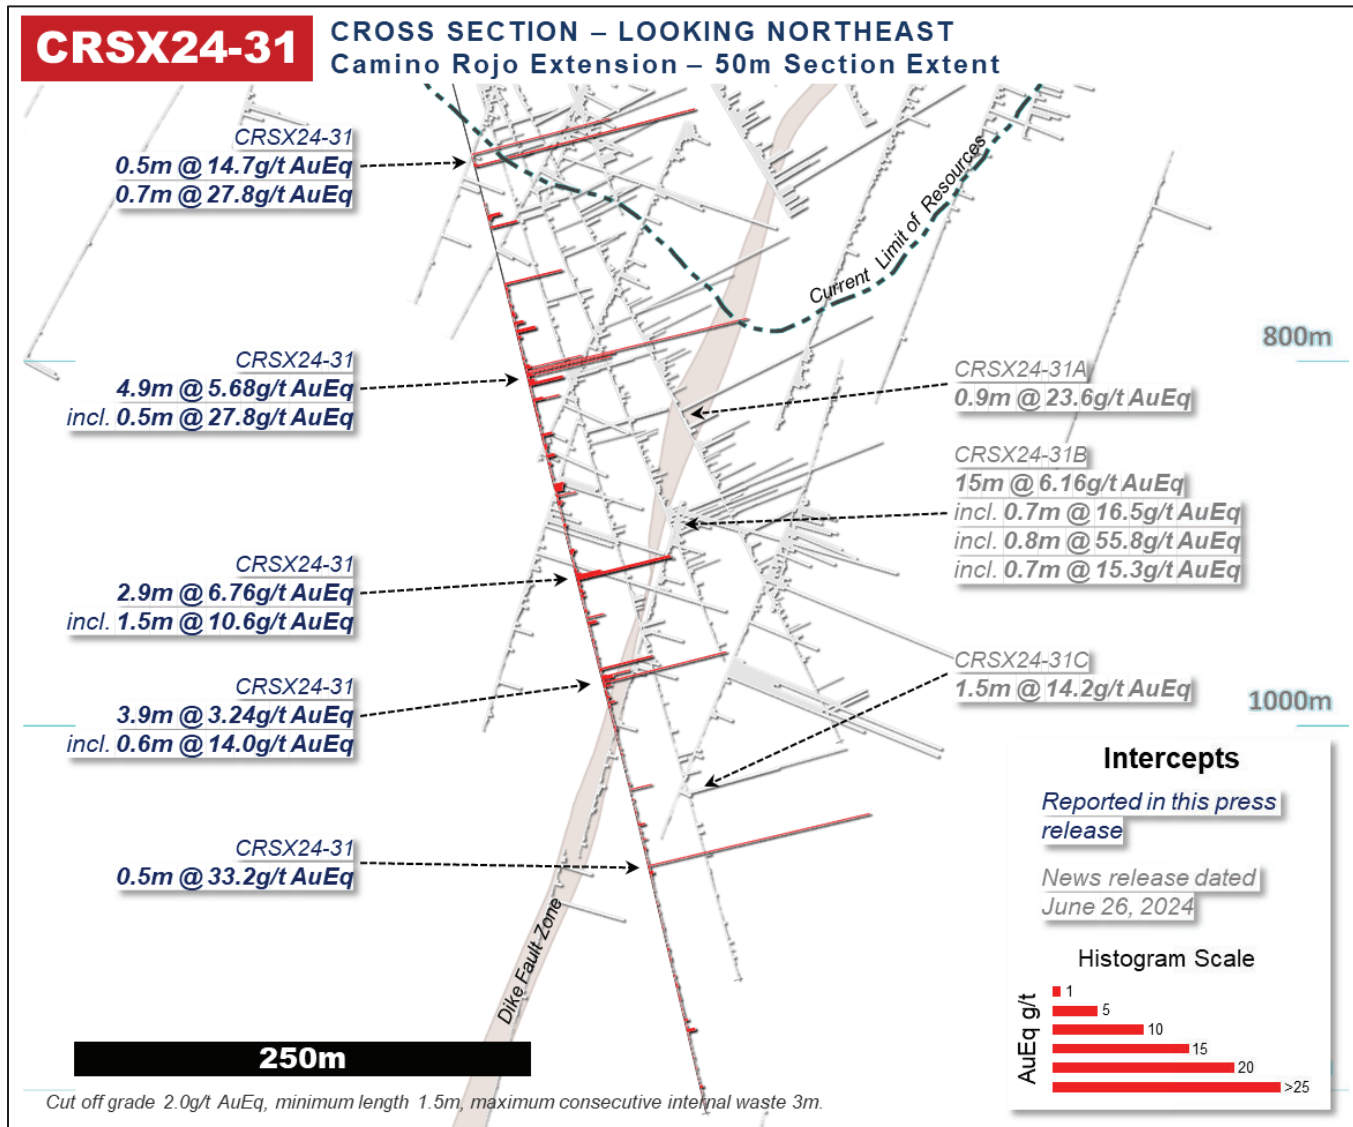 CRSX24-31
CROSS SECTION – LOOKING NORTHEAST
Camino Rojo Extension – 50m Section Extent
CRSX24-31
0.5m @ 14.7g/t AuEq
0.7m @ 27.8g/t AuEq
Current Limit of Resources
800m
CRSX24-31
4.9m @ 5.68g/t AuEq
incl. 0.5m @ 27.8g/t AuEq
CRSX24-31A
0.9m @ 23.6g/t AuEq
CRSX24-31B
15m @ 6.16g/t AuEq
incl. 0.7m @ 16.5g/t AuEq
incl. 0.8m @ 55.8g/t AuEq
incl. 0.7m @ 15.3g/t AuEq
CRSX24-31
2.9m @ 6.76g/t AuEq
incl. 1.5m @ 10.6g/t AuEq
CRSX24-31C
1.5m @ 14.2g/t AuEq
CRSX24-31
3.9m @ 3.24g/t AuEq
incl. 0.6m @ 14.0g/t AuEq
1000m
CRSX24-31
0.5m @ 33.2g/t AuEq
Dike Fault Zone
Intercepts
Reported in this press
release
News release dated
June 26, 2024
Histogram Scale
AuEq g/t
1
5
10
15
20
>25
250m
Cut off grade 2.0g/t AuEq, minimum length 1.5m, maximum consecutive internal waste 3m.